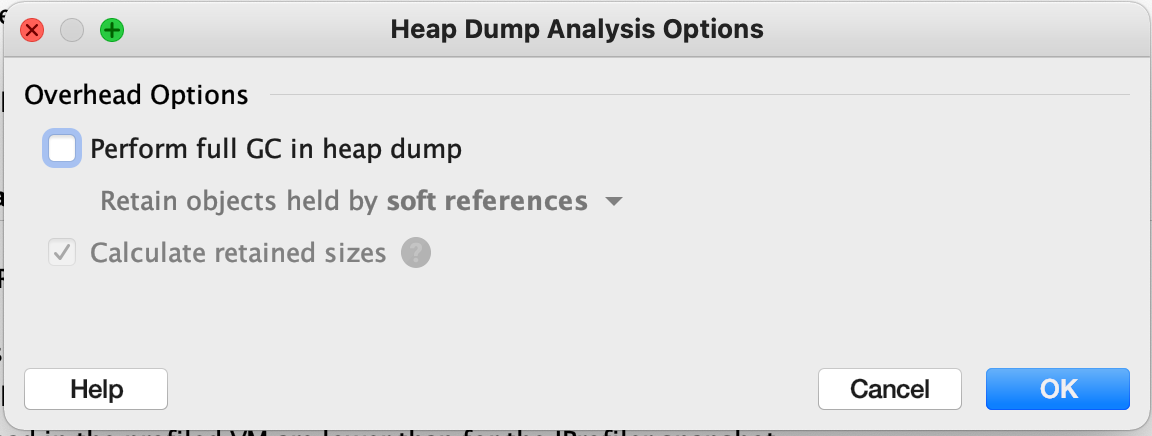 Heap Dump Analysis Options
Overhead Options
Perform full GC in heap dump
Retain objects held by soft references
Calculate retained sizes ?
Help Cancel OK